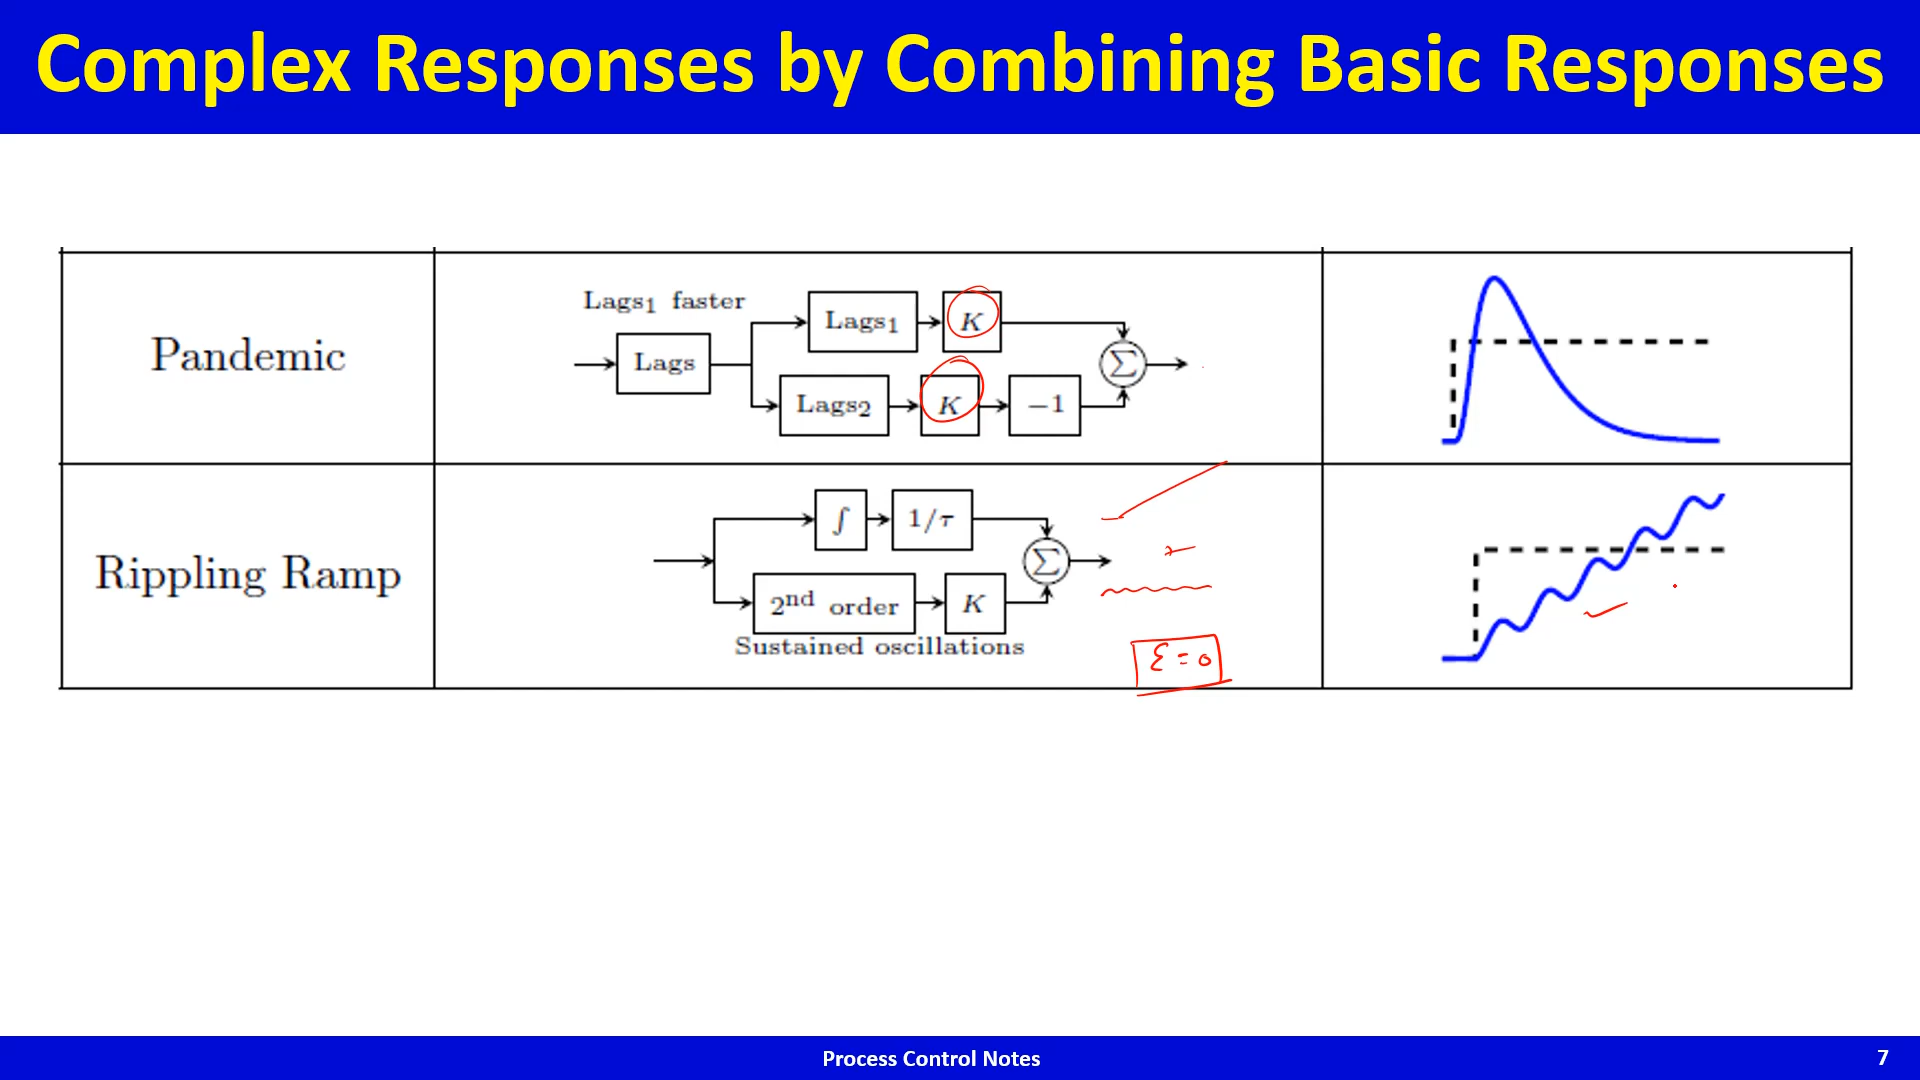 Complex Responses by Combining Basic Responses
Pandemic
Lags₁ faster
Lags
Lags₁
K
Lags₂
K
−1
∑
Rippling Ramp
∫
1/τ
2nd order
K
∑
Sustained oscillations
ξ = 0
Process Control Notes
7